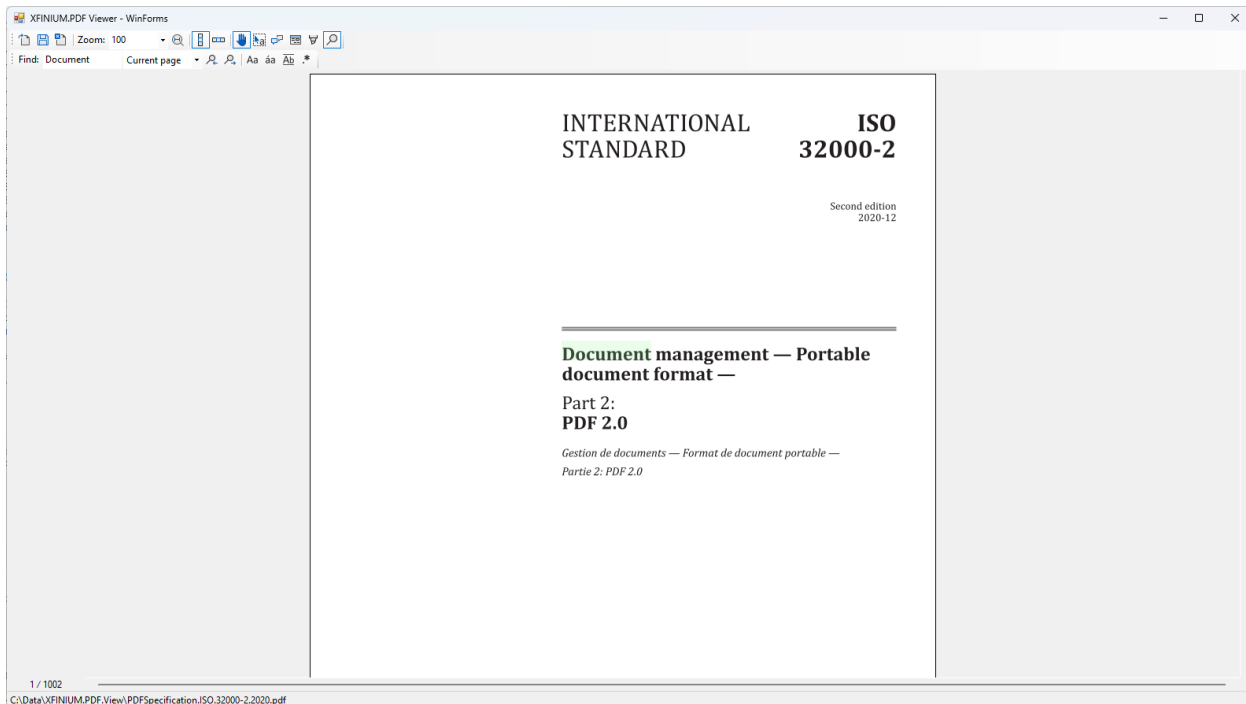 XFINIUM.PDF Viewer - WinForms
Zoom: 100
Find: Document Current page Aa áa Ab .*
INTERNATIONAL STANDARD
ISO 32000-2
Second edition
2020-12
Document management — Portable
document format —
Part 2:
PDF 2.0
Gestion de documents — Format de document portable —
Partie 2: PDF 2.0
1 / 1002
C:\Data\XFINIUM.PDF.View\PDFSpecification.ISO.32000-2.2020.pdf